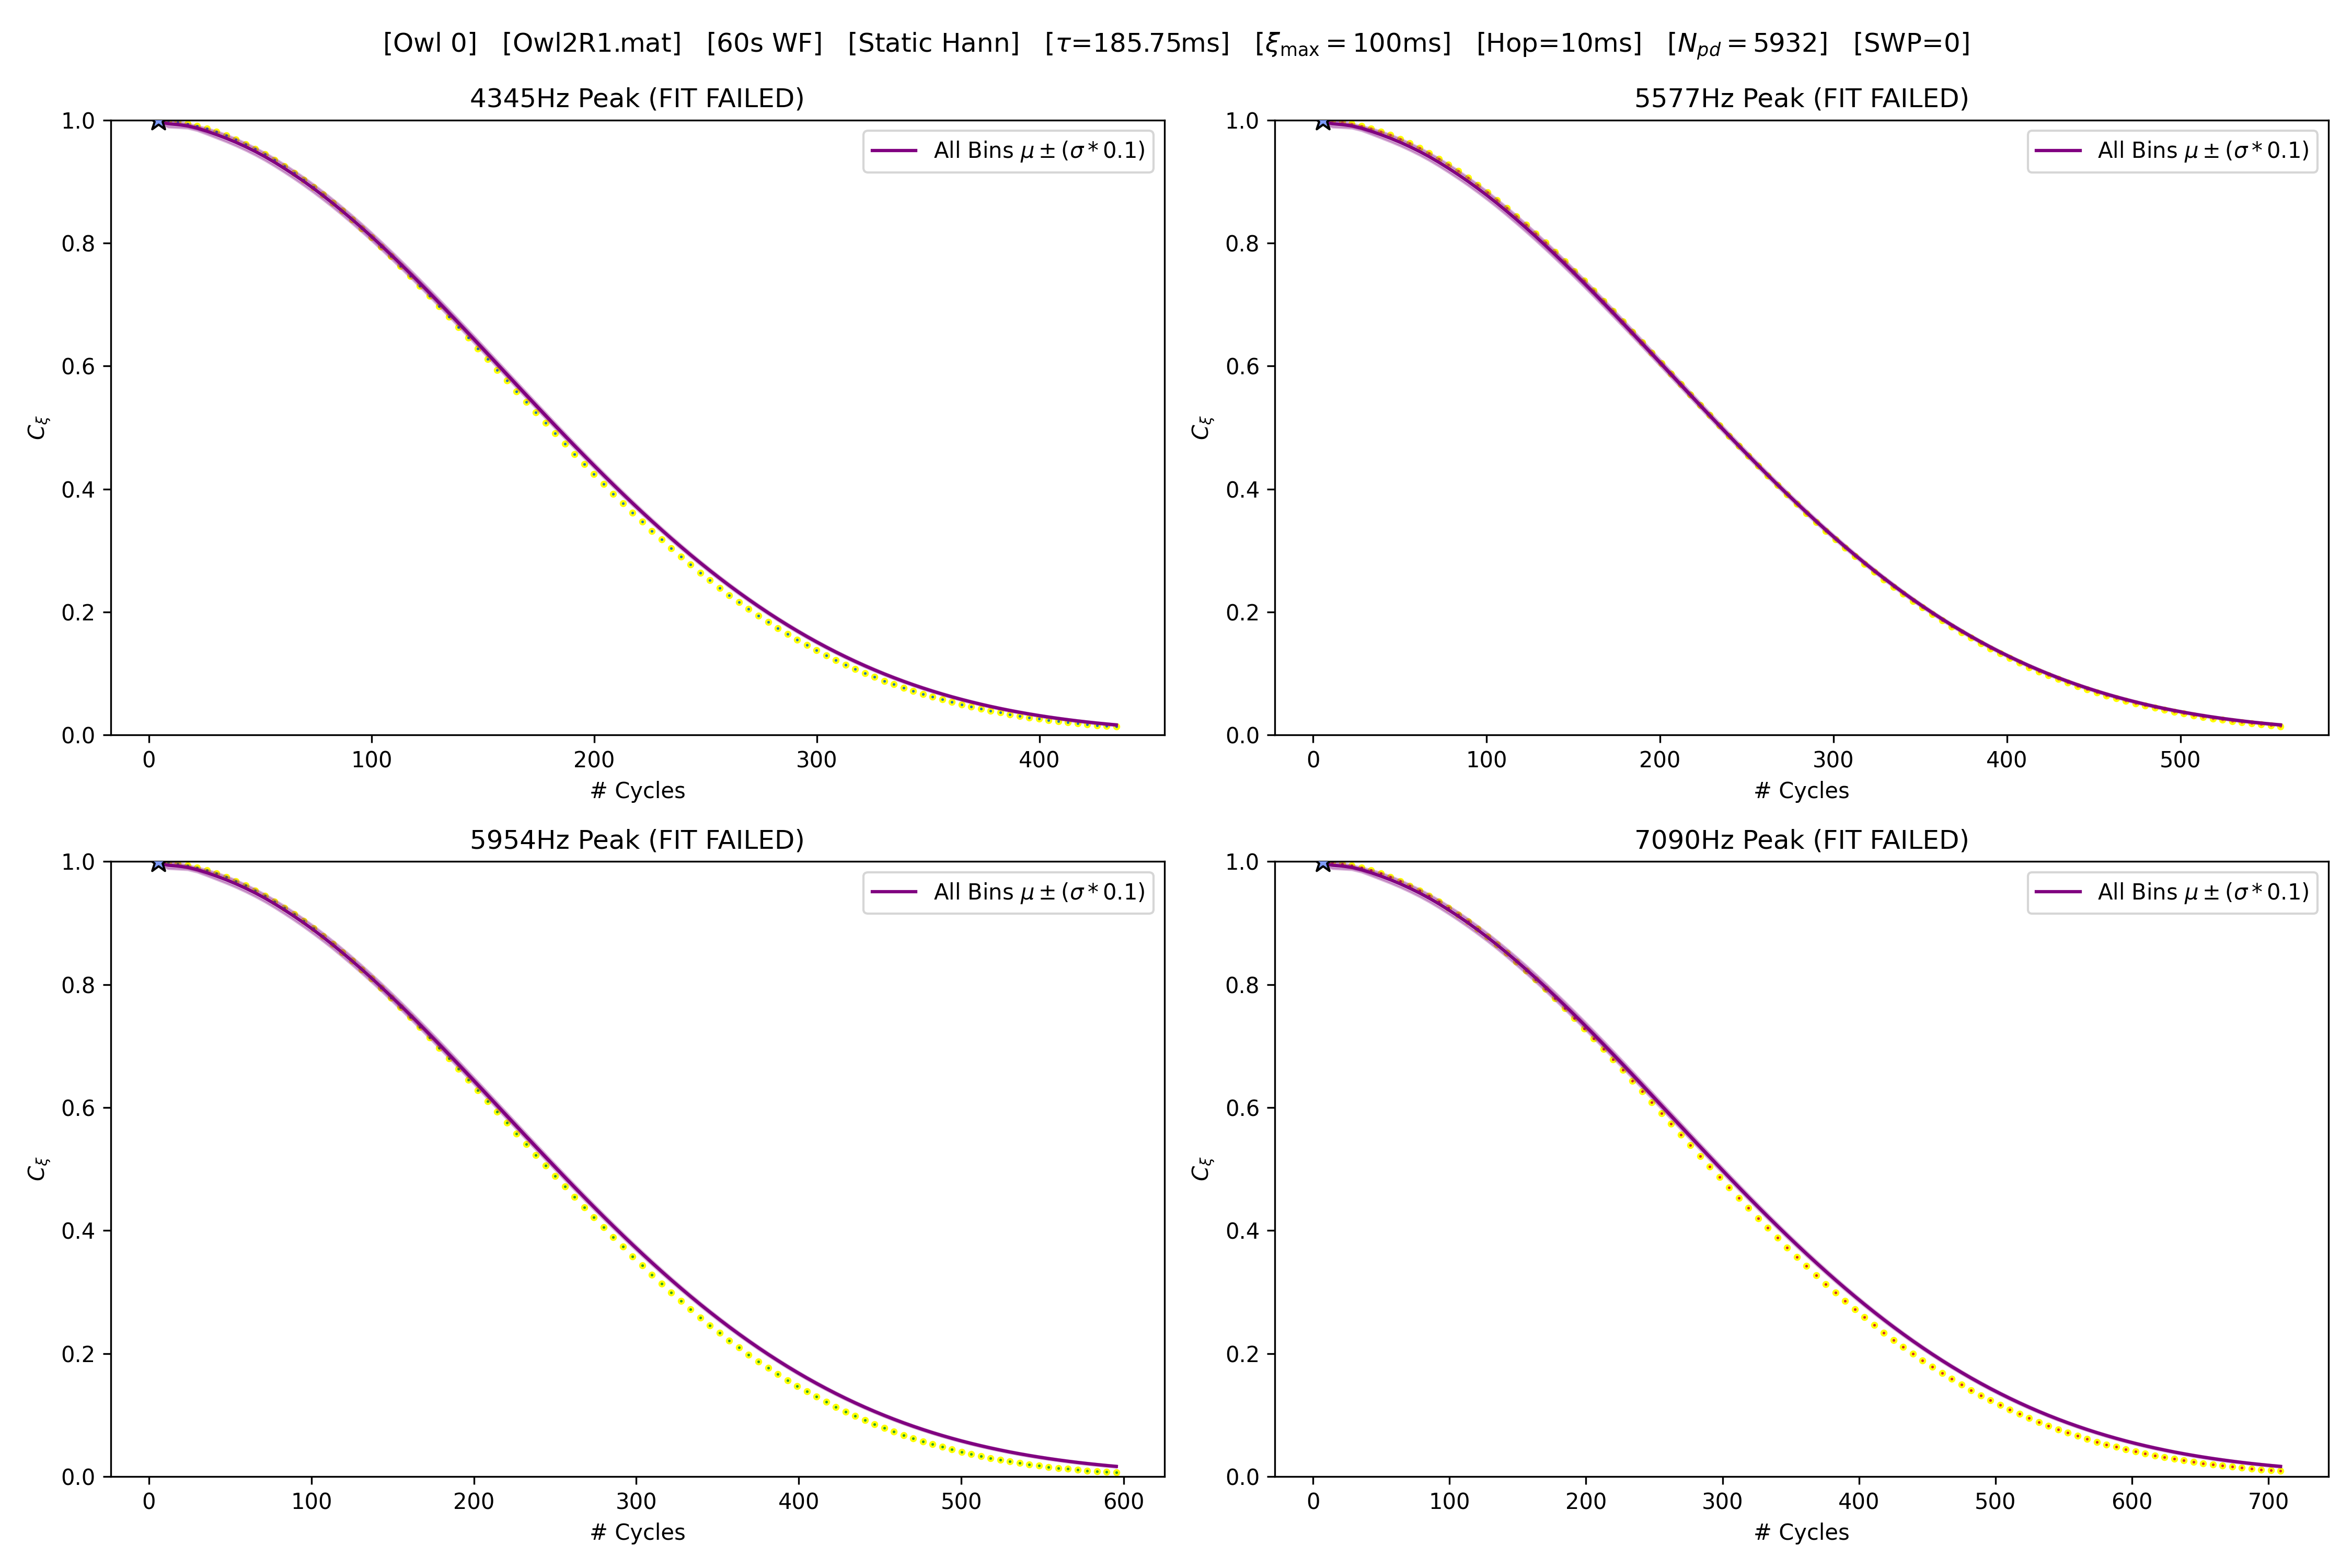 [Owl 0] [Owl2R1.mat] [60s WF] [Static Hann] [τ=185.75ms] [ξmax = 100ms] [Hop=10ms] [Npd = 5932] [SWP=0]
4345Hz Peak (FIT FAILED)
1.0
0.8
0.6
0.4
0.2
0.0
Cξ
All Bins μ ± (σ * 0.1)
0 100 200 300 400
# Cycles
5577Hz Peak (FIT FAILED)
1.0
0.8
0.6
0.4
0.2
0.0
Cξ
All Bins μ ± (σ * 0.1)
0 100 200 300 400 500
# Cycles
5954Hz Peak (FIT FAILED)
1.0
0.8
0.6
0.4
0.2
0.0
Cξ
All Bins μ ± (σ * 0.1)
0 100 200 300 400 500 600
# Cycles
7090Hz Peak (FIT FAILED)
1.0
0.8
0.6
0.4
0.2
0.0
Cξ
All Bins μ ± (σ * 0.1)
0 100 200 300 400 500 600 700
# Cycles